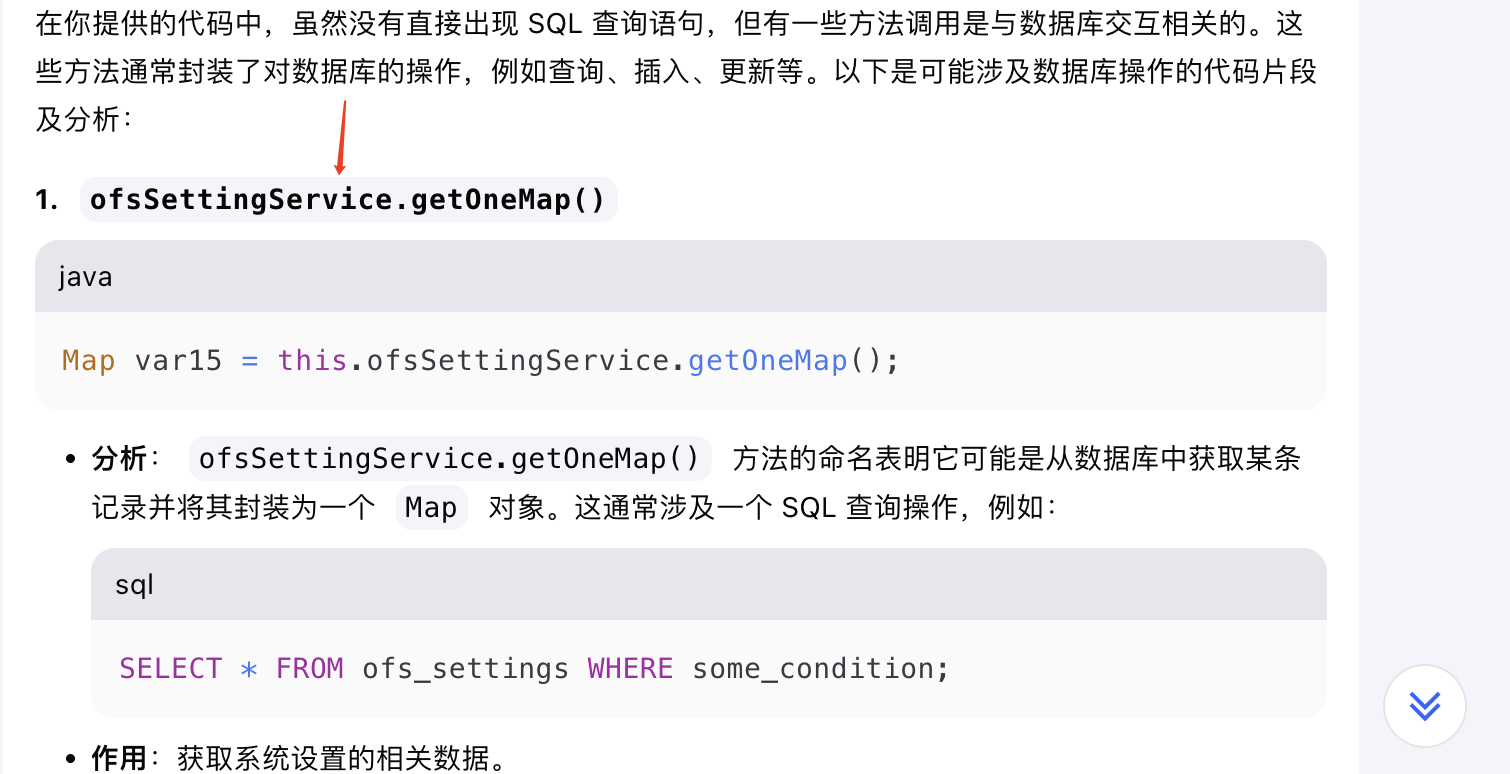 在你提供的代码中，虽然没有直接出现 SQL 查询语句，但有一些方法调用是与数据库交互相关的。这
些方法通常封装了对数据库的操作，例如查询、插入、更新等。以下是可能涉及数据库操作的代码片段
及分析：
1. ofsSettingService.getOneMap()
java
Map var15 = this.ofsSettingService.getOneMap();
• 分析： ofsSettingService.getOneMap() 方法的命名表明它可能是从数据库中获取某条
记录并将其封装为一个 Map 对象。这通常涉及一个 SQL 查询操作，例如：
sql
SELECT * FROM ofs_settings WHERE some_condition;
• 作用：获取系统设置的相关数据。